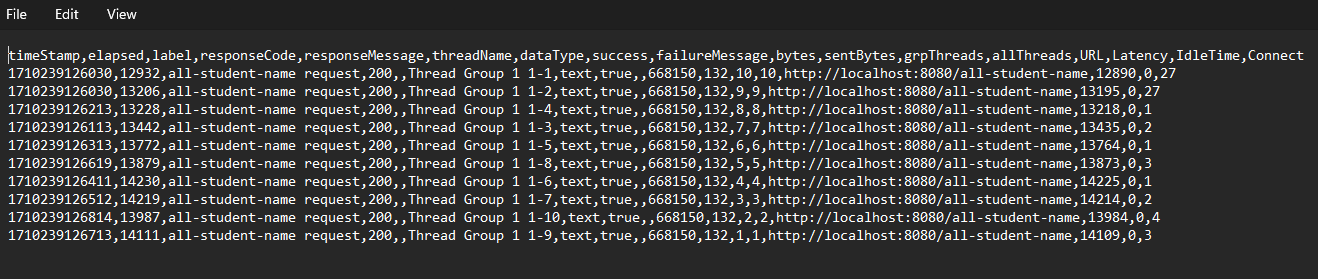 File Edit View
timeStamp,elapsed,label,responseCode,responseMessage,threadName,dataType,success,failureMessage,bytes,sentBytes,grpThreads,allThreads,URL,Latency,IdleTime,Connect
1710239126030,12932,all-student-name request,200,,Thread Group 1 1-1,text,true,,668150,132,10,10,http://localhost:8080/all-student-name,12890,0,27
1710239126030,13206,all-student-name request,200,,Thread Group 1 1-2,text,true,,668150,132,9,9,http://localhost:8080/all-student-name,13195,0,27
1710239126213,13228,all-student-name request,200,,Thread Group 1 1-4,text,true,,668150,132,8,8,http://localhost:8080/all-student-name,13218,0,1
1710239126113,13442,all-student-name request,200,,Thread Group 1 1-3,text,true,,668150,132,7,7,http://localhost:8080/all-student-name,13435,0,2
1710239126313,13772,all-student-name request,200,,Thread Group 1 1-5,text,true,,668150,132,6,6,http://localhost:8080/all-student-name,13764,0,1
1710239126619,13879,all-student-name request,200,,Thread Group 1 1-8,text,true,,668150,132,5,5,http://localhost:8080/all-student-name,13873,0,3
1710239126411,14230,all-student-name request,200,,Thread Group 1 1-6,text,true,,668150,132,4,4,http://localhost:8080/all-student-name,14225,0,1
1710239126512,14219,all-student-name request,200,,Thread Group 1 1-7,text,true,,668150,132,3,3,http://localhost:8080/all-student-name,14214,0,2
1710239126814,13987,all-student-name request,200,,Thread Group 1 1-10,text,true,,668150,132,2,2,http://localhost:8080/all-student-name,13984,0,4
1710239126713,14111,all-student-name request,200,,Thread Group 1 1-9,text,true,,668150,132,1,1,http://localhost:8080/all-student-name,14109,0,3